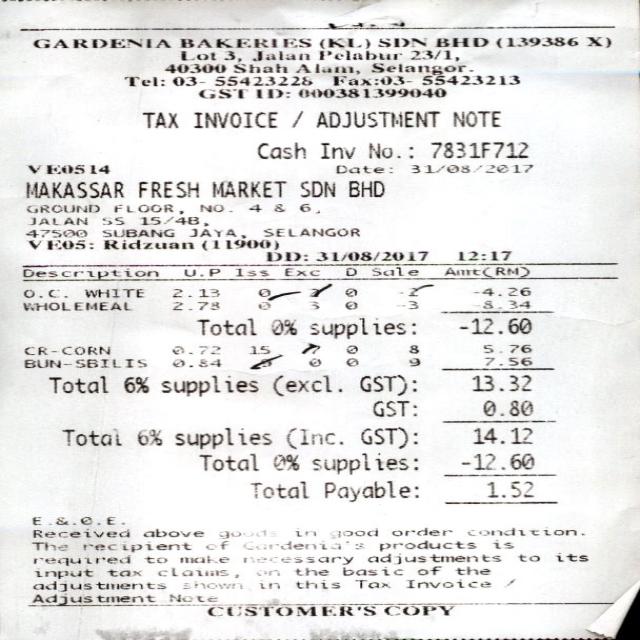 GARDENIA BAKERIES (KL) SDN BHD (139386 X)
Lot 3, Jalan Pelabur 23/1,
40300 Shah Alam, Selangor.
Tel: 03- 55423228 Fax:03- 55423213
GST ID: 000381399040
TAX INVOICE / ADJUSTMENT NOTE
Cash Inv No.: 7831F712
VE0514 Date: 31/08/2017
MAKASSAR FRESH MARKET SDN BHD
GROUND FLOOR, NO. 4 & 6,
JALAN SS 15/4B,
47500 SUBANG JAYA, SELANGOR
VE05: Ridzuan (11900)
DD: 31/08/2017 12:17
Description U.P Iss Exc D Sale Amt(RM)
O.C. WHITE 2.13 0 2 0 -2 -4.26
WHOLEMEAL 2.78 0 3 0 -3 -8.34
Total 0% supplies: -12.60
CR-CORN 0.72 15 7 0 8 5.76
BUN-SBILIS 0.84 0 0 9 7.56
Total 6% supplies (excl. GST): 13.32
GST: 0.80
Total 6% supplies (Inc. GST): 14.12
Total 0% supplies: -12.60
Total Payable: 1.52
E.&.O.E.
Received above goods in good order condition.
The recipient of Gardenia's products is
required to make necessary adjustments to its
input tax claims, on the basic of the
adjustments shown in this Tax Invoice /
Adjustment Note
CUSTOMER'S COPY